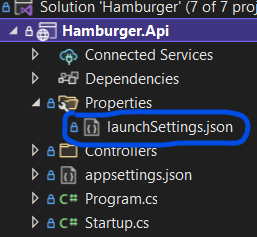 Solution 'Hamburger' (7 of 7 proj
Hamburger.Api
Connected Services
Dependencies
Properties
launchSettings.json
Controllers
appsettings.json
C# Program.cs
C# Startup.cs